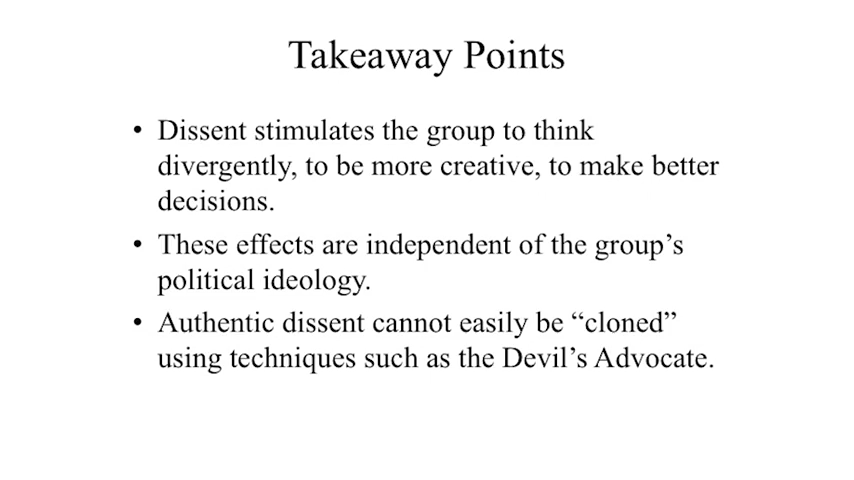 Takeaway Points
• Dissent stimulates the group to think
divergently, to be more creative, to make better
decisions.
• These effects are independent of the group’s
political ideology.
• Authentic dissent cannot easily be “cloned”
using techniques such as the Devil’s Advocate.